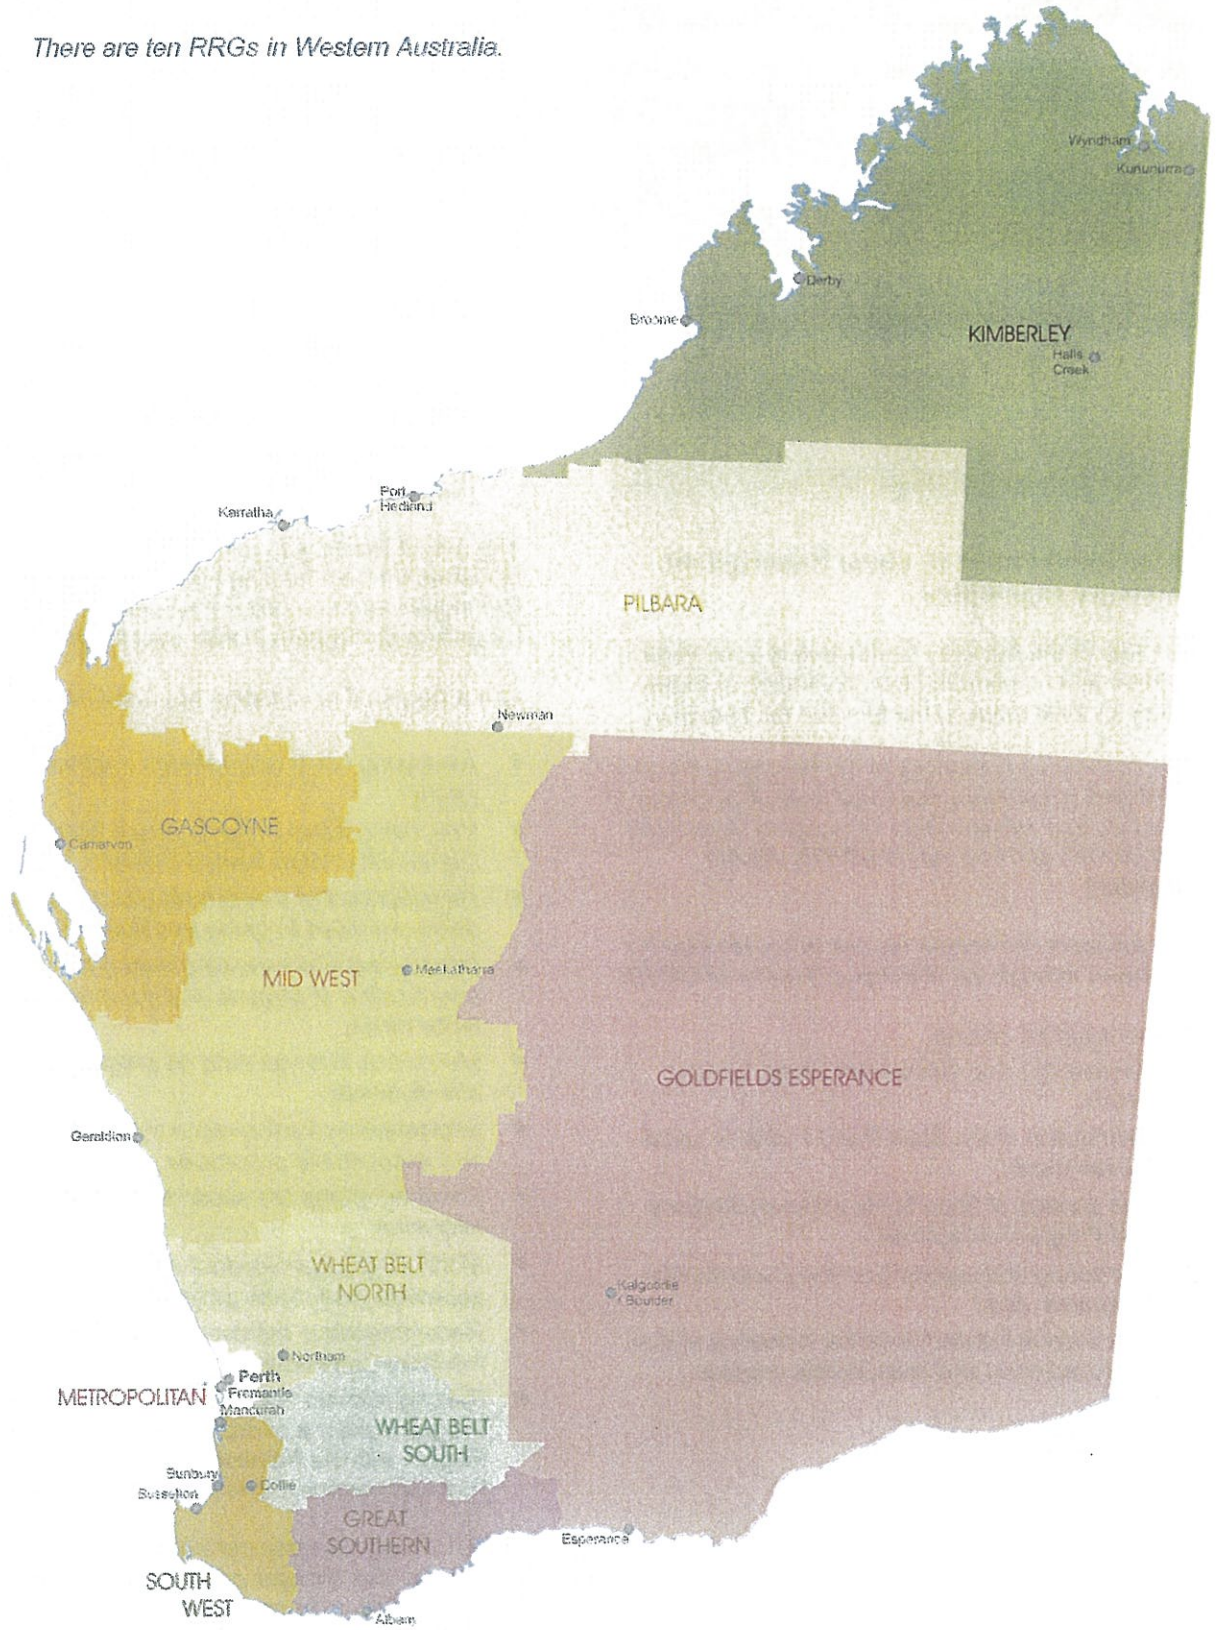 There are ten RRGs in Western Australia.
Wyndham
Kununurra
Derby
Broome
KIMBERLEY
Halls
Creek
Port
Hedland
Karratha
PILBARA
Newman
GASCOYNE
Carnarvon
MID WEST
Meekatharra
GOLDFIELDS ESPERANCE
Geraldton
WHEAT BELT
NORTH
Kalgoorlie
/ Boulder
Northam
Perth
METROPOLITAN
Fremantle
Mandurah
WHEAT BELT
SOUTH
Bunbury
Collie
Busselton
GREAT
SOUTHERN
Esperance
SOUTH
WEST
Albany